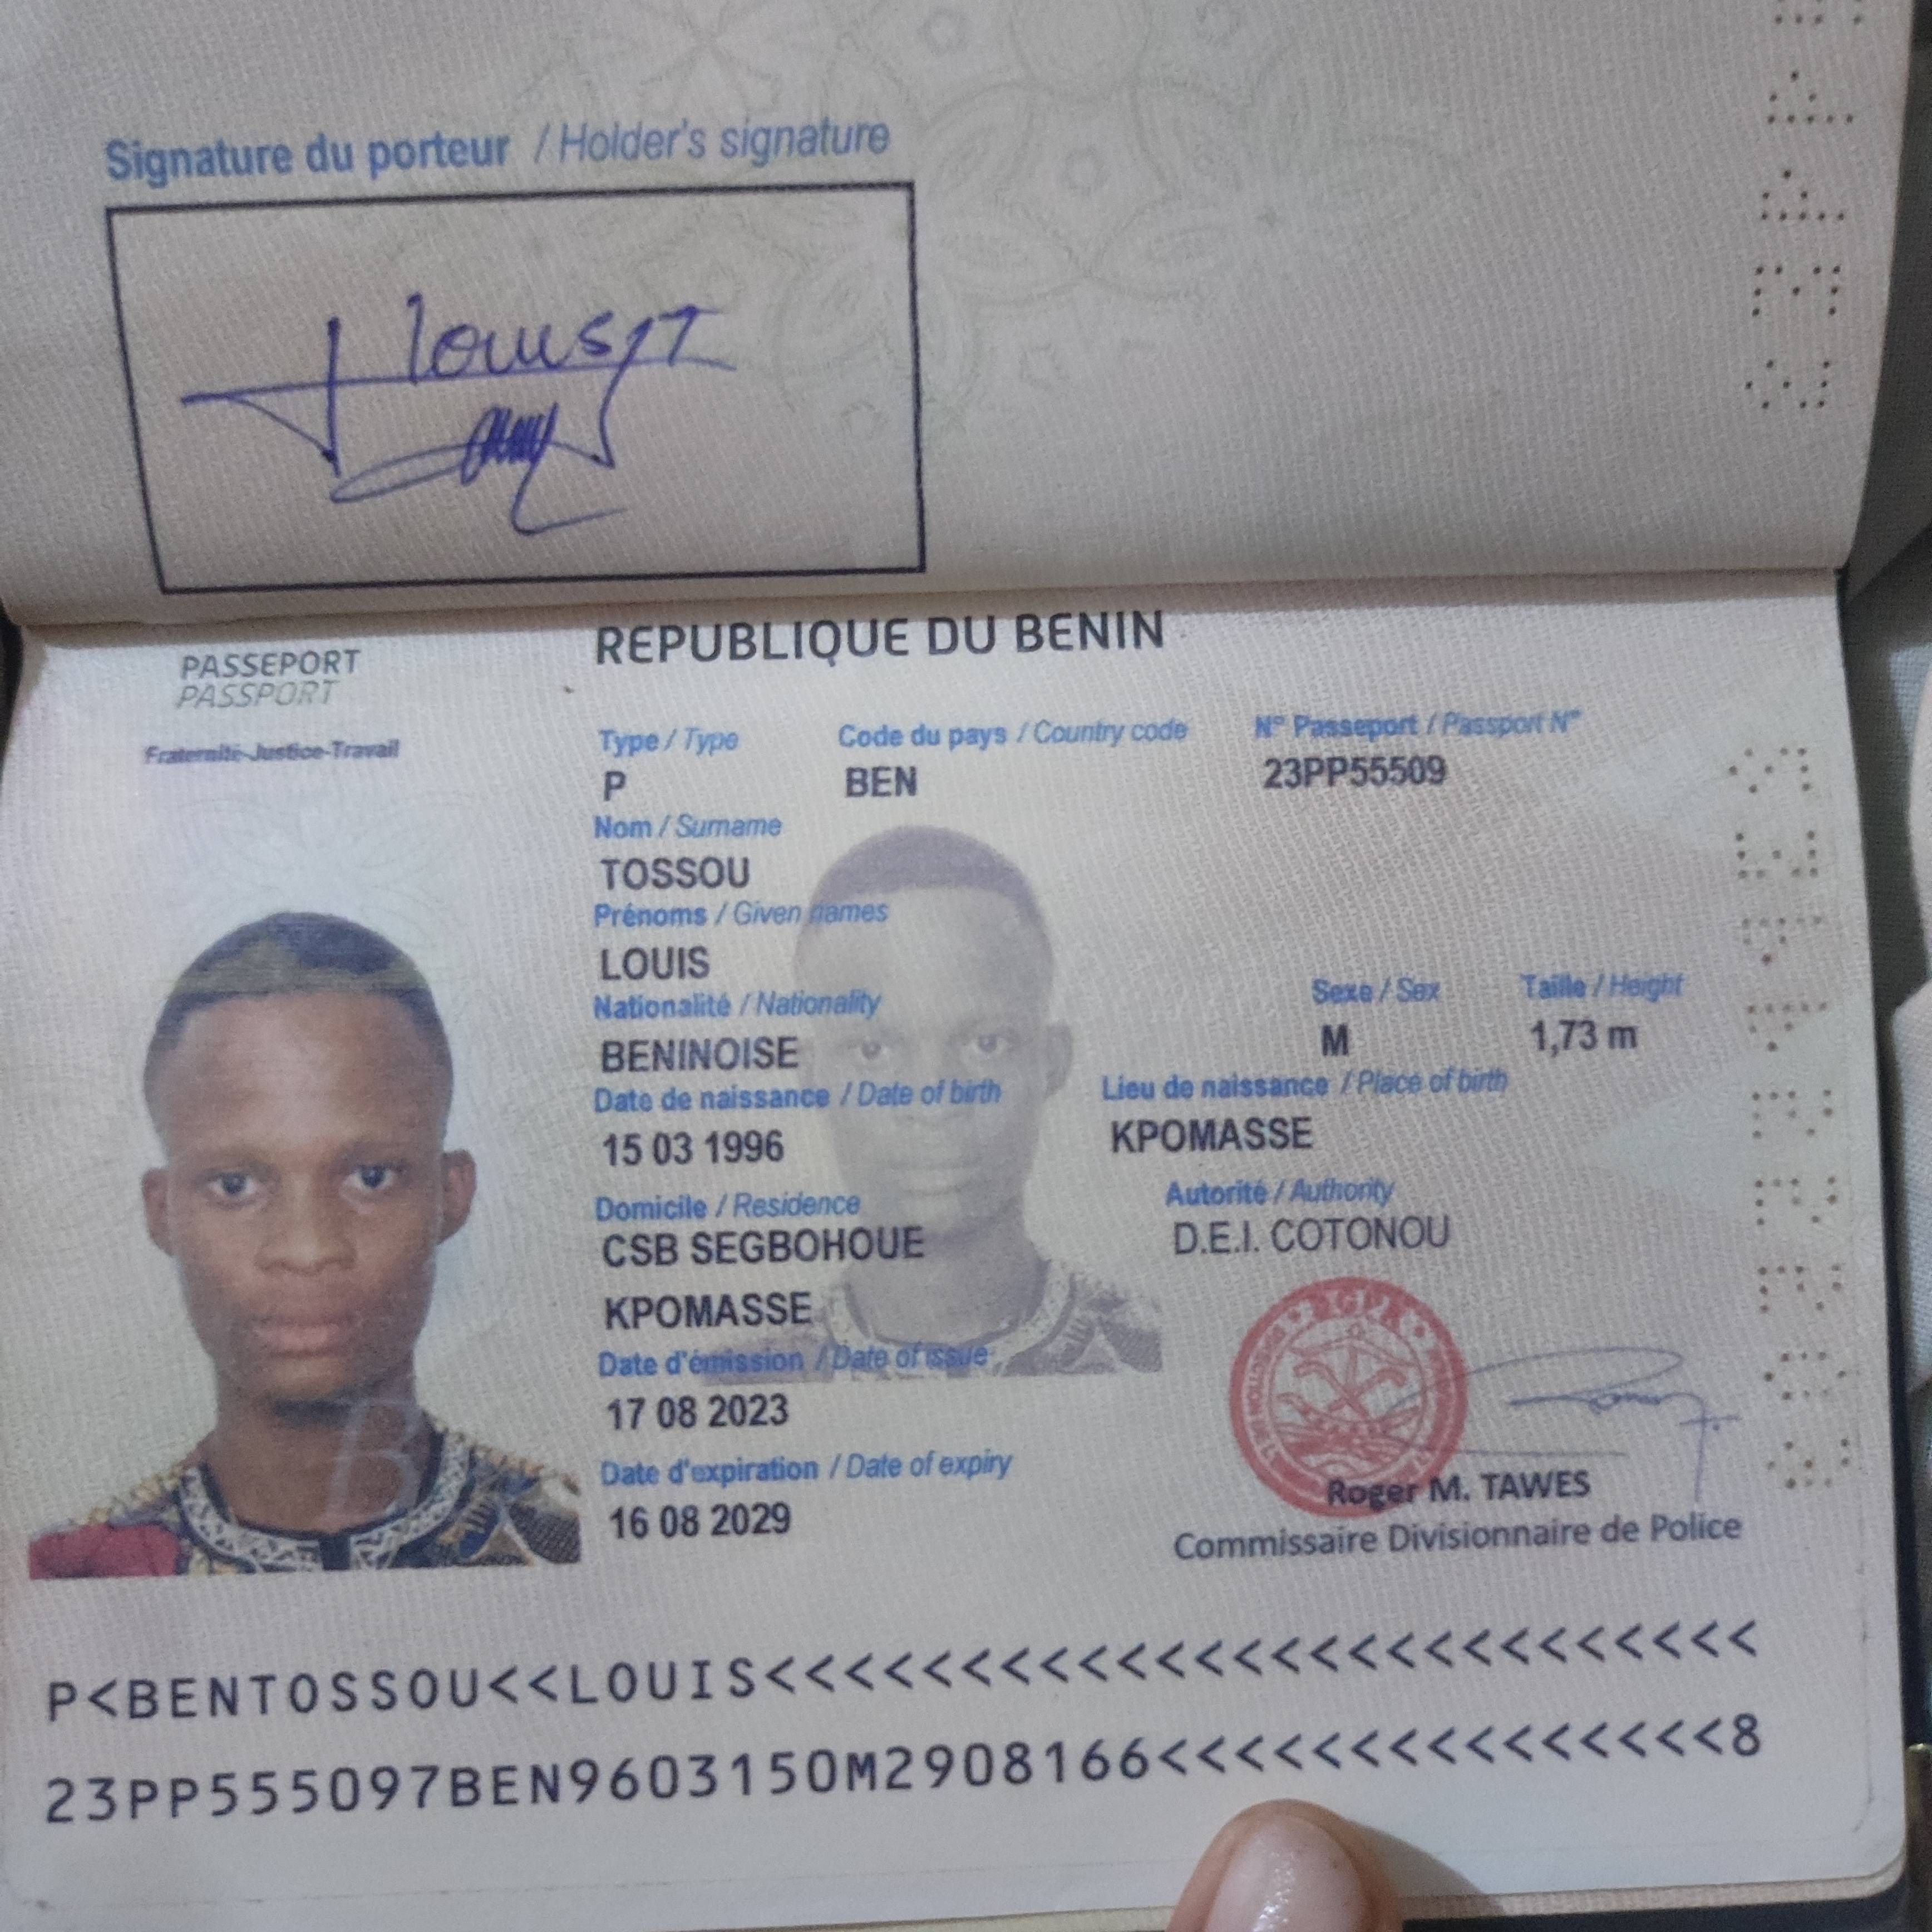 Signature du porteur / Holder's signature
Louis
REPUBLIQUE DU BENIN
PASSEPORT
PASSPORT
Fraternité-Justice-Travail
Type / Type
Code du pays / Country code
N° Passeport / Passport N°
P
BEN
23PP55509
Nom / Surname
TOSSOU
Prénoms / Given names
LOUIS
Nationalité / Nationality
Sexe / Sex
Taille / Height
BENINOISE
M
1,73 m
Date de naissance / Date of birth
Lieu de naissance / Place of birth
15 03 1996
KPOMASSE
Domicile / Residence
Autorité / Authority
CSB SEGBOHOUE
D.E.I. COTONOU
KPOMASSE
Date d'émission / Date of issue
17 08 2023
Date d'expiration / Date of expiry
16 08 2029
Roger M. TAWES
Commissaire Divisionnaire de Police
P<BENTOSSOU<<LOUIS<<<<<<<<<<<<<<<<<<<<<<<<<<
23PP555097BEN9603150M2908166<<<<<<<<<<<<<<<8